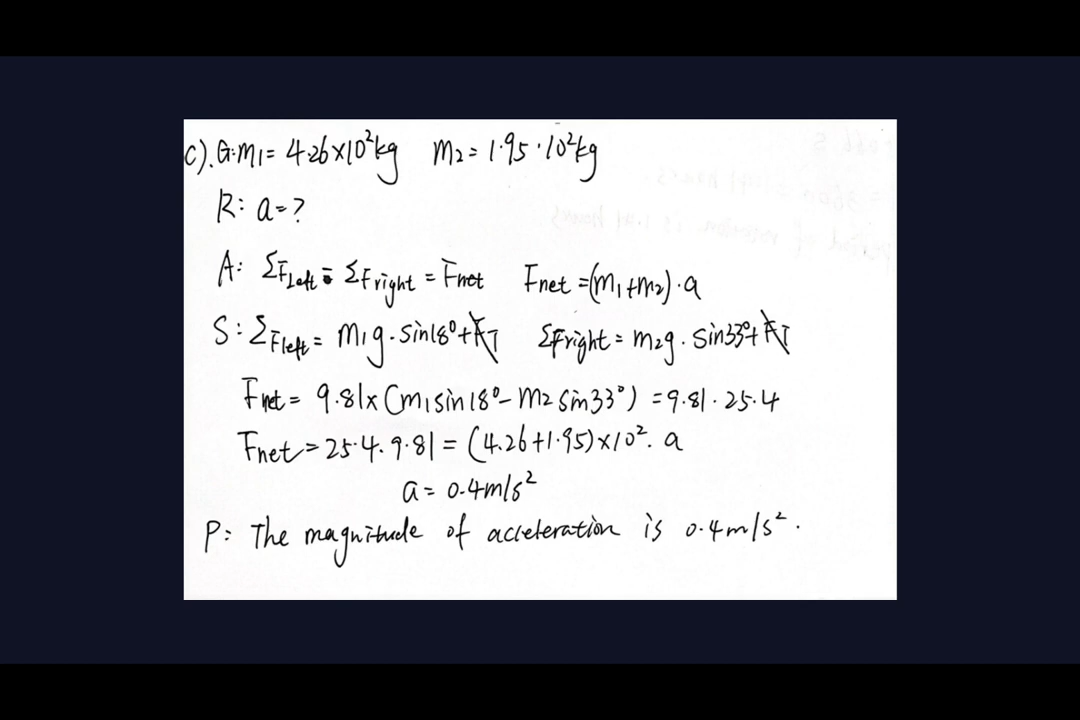 c). G: m₁ = 4.26×10²kg m₂ = 1.95·10²kg
R: a=?
A: ΣFleft = ΣFright = Fnet Fnet =(m₁+m₂)·a
S: ΣFleft = m₁g·sin18°+FT ΣFright = m₂g·sin33°+FT
Fnet = 9.81×(m₁sin18°-m₂sin33°) =9.81·25.4
Fnet=25.4·9.81=(4.26+1.95)×10²·a
a= 0.4m/s²
P: The magnitude of acceleration is 0.4m/s².